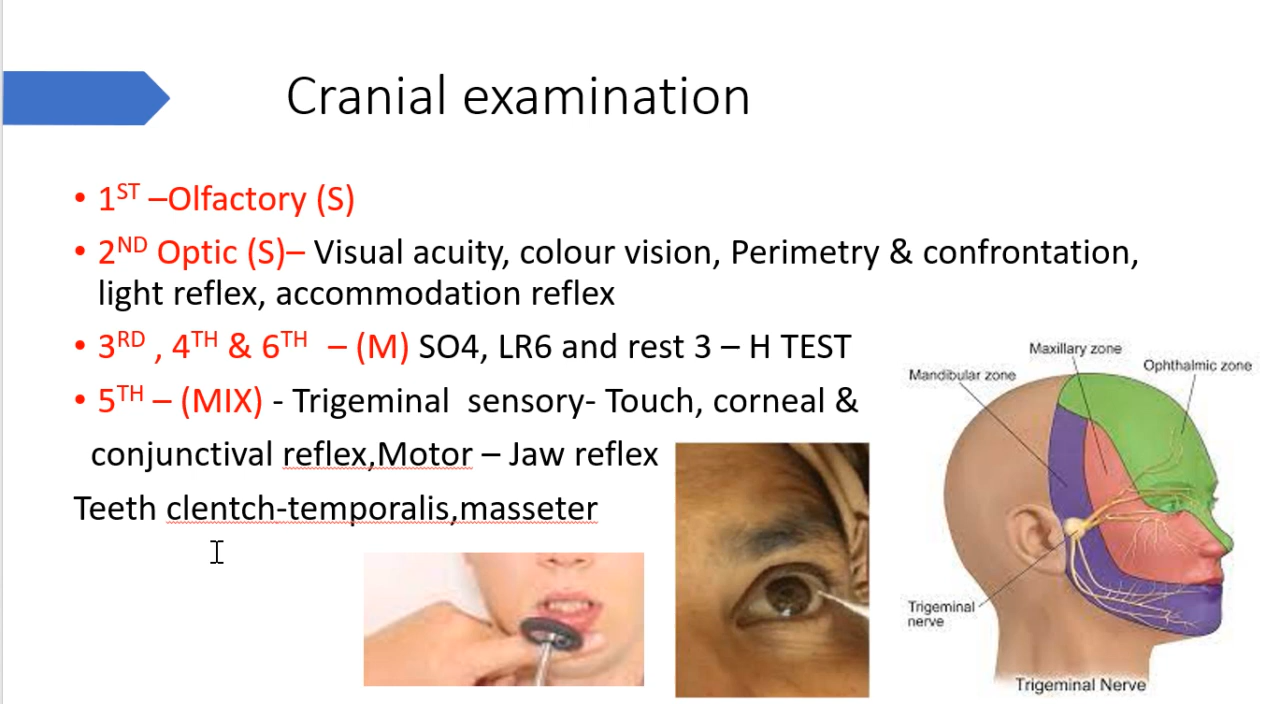 Cranial examination
• 1ST –Olfactory (S)
• 2ND Optic (S)– Visual acuity, colour vision, Perimetry & confrontation,
light reflex, accommodation reflex
• 3RD , 4TH & 6TH – (M) SO4, LR6 and rest 3 – H TEST
• 5TH – (MIX) - Trigeminal sensory- Touch, corneal &
conjunctival reflex,Motor – Jaw reflex
Teeth clentch-temporalis,masseter
Maxillary zone
Ophthalmic zone
Mandibular zone
Trigeminal
nerve
Trigeminal Nerve